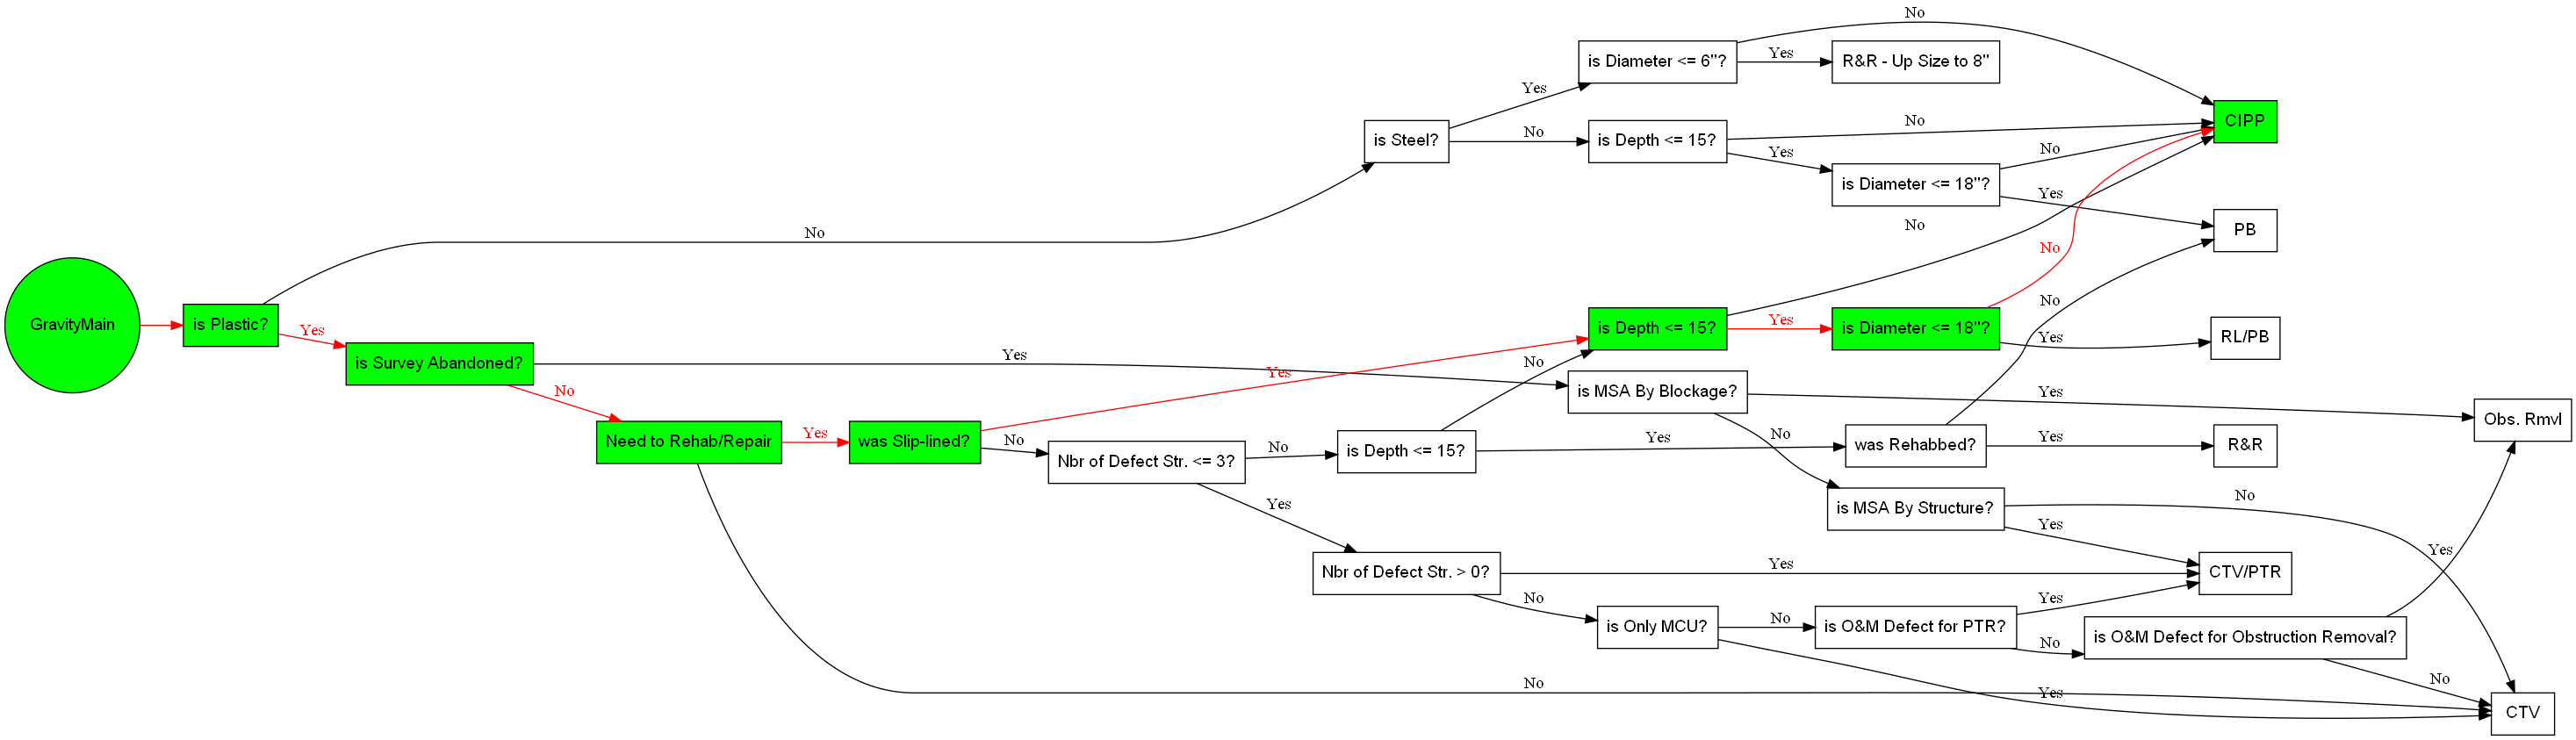 No
is Diameter <= 6"?
Yes
R&R - Up Size to 8"
Yes
CIPP
is Steel?
No
is Depth <= 15?
No
Yes
is Diameter <= 18"?
No
Yes
PB
No
No
No
GravityMain
is Plastic?
Yes
is Survey Abandoned?
No
Yes
Need to Rehab/Repair
Yes
was Slip-lined?
Yes
No
Nbr of Defect Str. <= 3?
No
is Depth <= 15?
No
Yes
is Depth <= 15?
Yes
is Diameter <= 18"?
No
Yes
RL/PB
is MSA By Blockage?
Yes
Obs. Rmvl
No
was Rehabbed?
Yes
R&R
is MSA By Structure?
No
Yes
Yes
Nbr of Defect Str. > 0?
Yes
CTV/PTR
No
is Only MCU?
No
is O&M Defect for PTR?
Yes
No
is O&M Defect for Obstruction Removal?
Yes
No
No
Yes
CTV